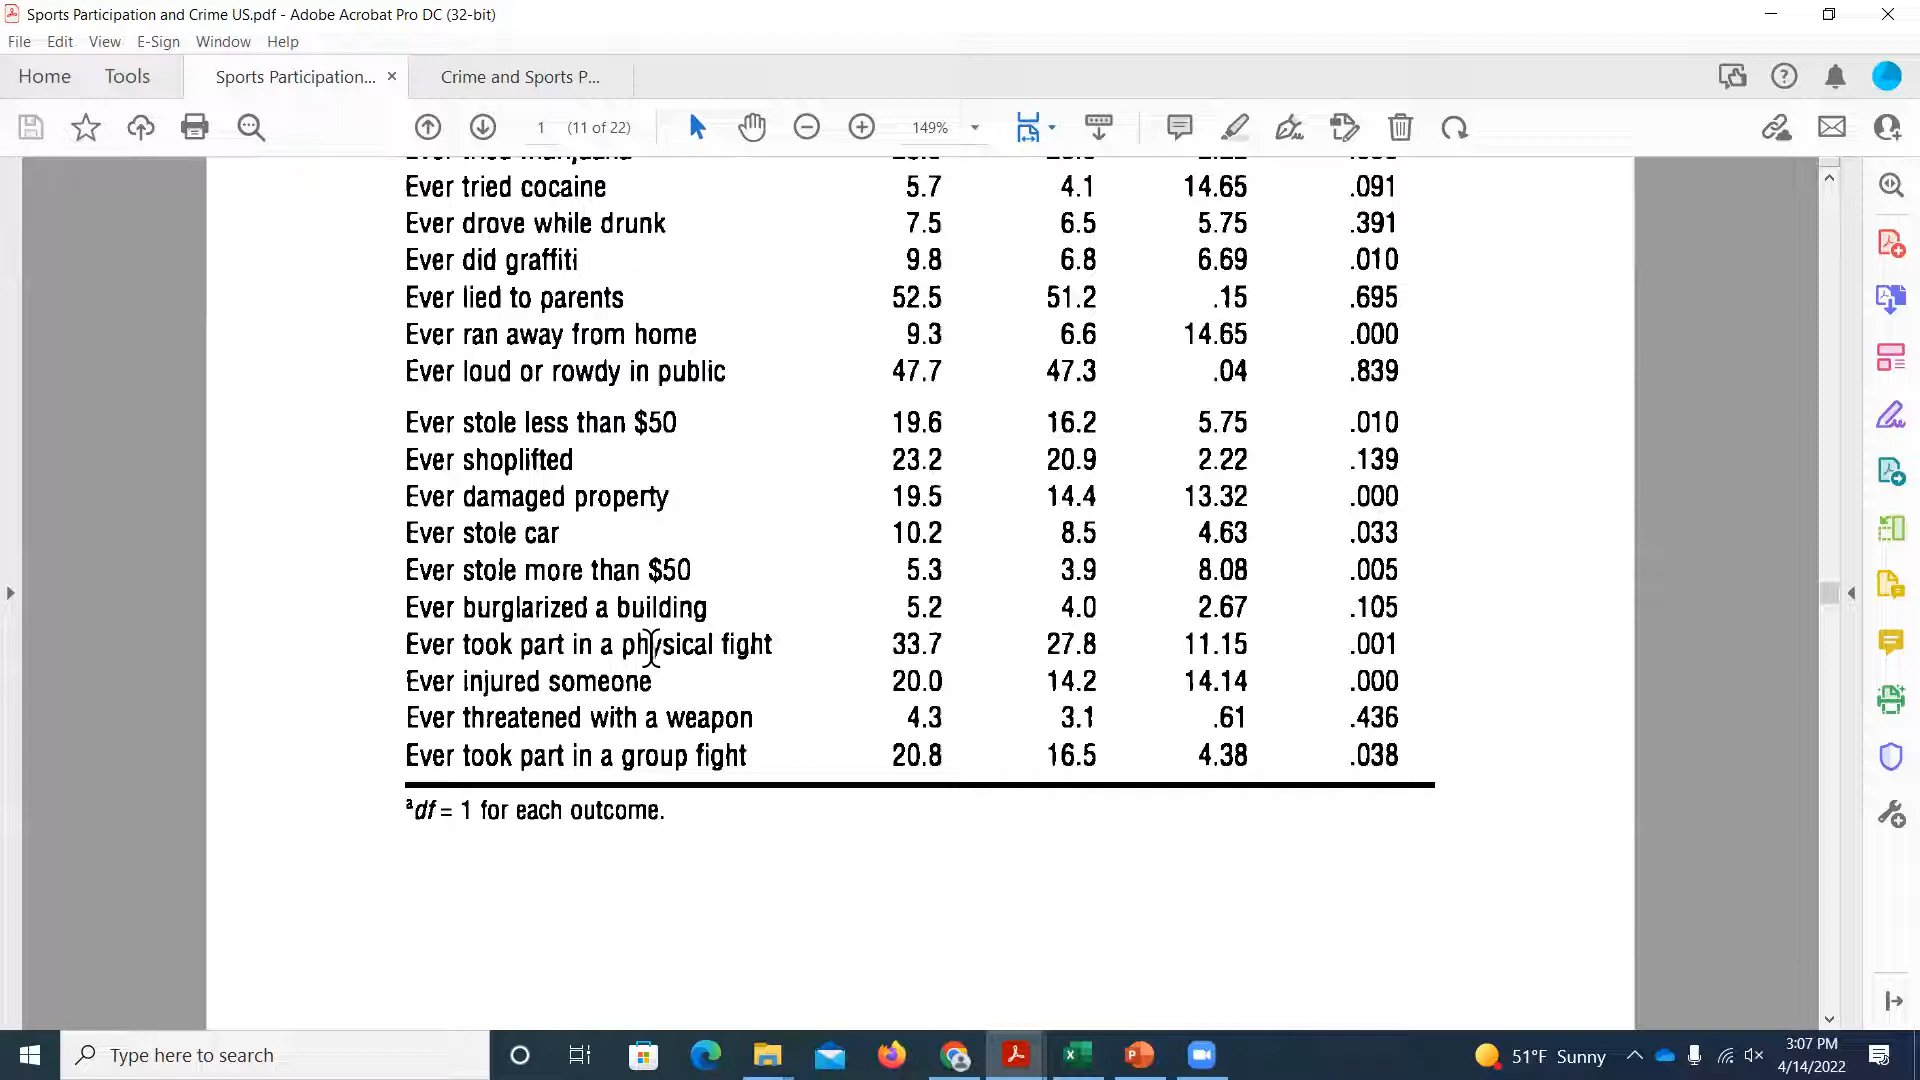 Sports Participation and Crime US.pdf - Adobe Acrobat Pro DC (32-bit)
File Edit View E-Sign Window Help
Home Tools Sports Participation... × Crime and Sports P...
1 (11 of 22) 149%
Ever tried cocaine 5.7 4.1 14.65 .091
Ever drove while drunk 7.5 6.5 5.75 .391
Ever did graffiti 9.8 6.8 6.69 .010
Ever lied to parents 52.5 51.2 .15 .695
Ever ran away from home 9.3 6.6 14.65 .000
Ever loud or rowdy in public 47.7 47.3 .04 .839
Ever stole less than $50 19.6 16.2 5.75 .010
Ever shoplifted 23.2 20.9 2.22 .139
Ever damaged property 19.5 14.4 13.32 .000
Ever stole car 10.2 8.5 4.63 .033
Ever stole more than $50 5.3 3.9 8.08 .005
Ever burglarized a building 5.2 4.0 2.67 .105
Ever took part in a physical fight 33.7 27.8 11.15 .001
Ever injured someone 20.0 14.2 14.14 .000
Ever threatened with a weapon 4.3 3.1 .61 .436
Ever took part in a group fight 20.8 16.5 4.38 .038
ᵃdf = 1 for each outcome.
Type here to search
51°F Sunny
3:07 PM
4/14/2022